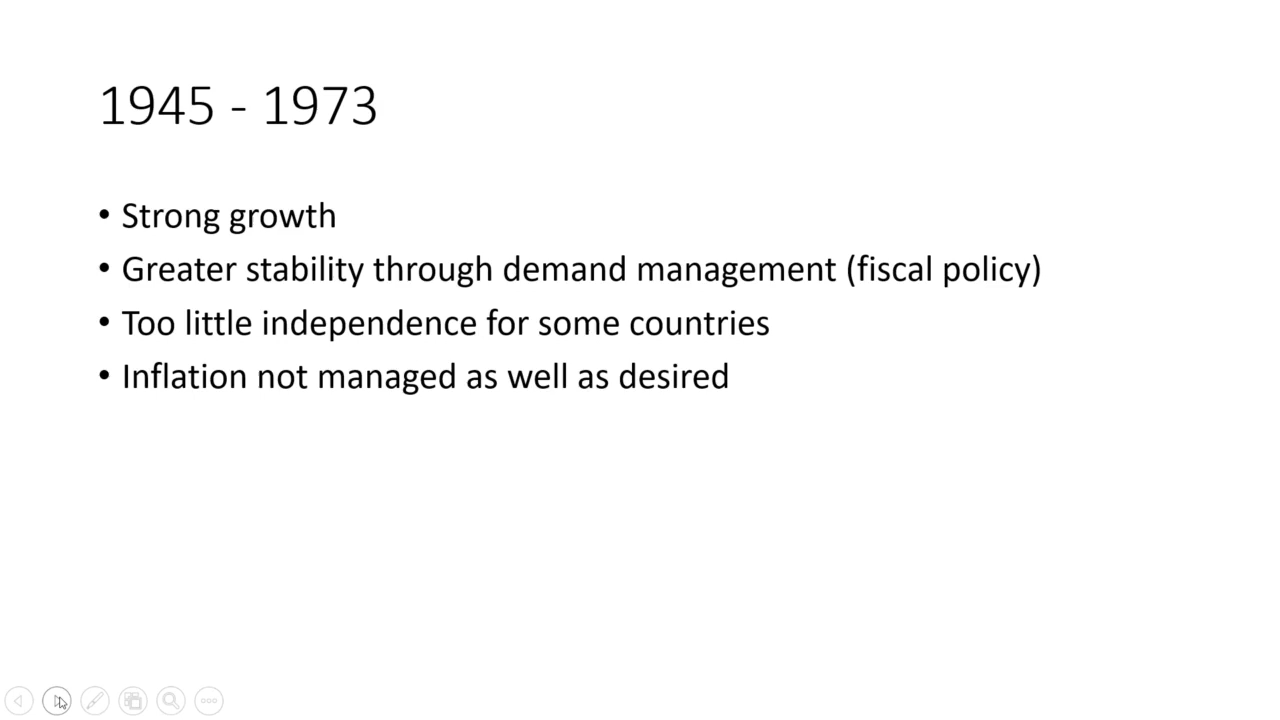 1945 - 1973
• Strong growth
• Greater stability through demand management (fiscal policy)
• Too little independence for some countries
• Inflation not managed as well as desired